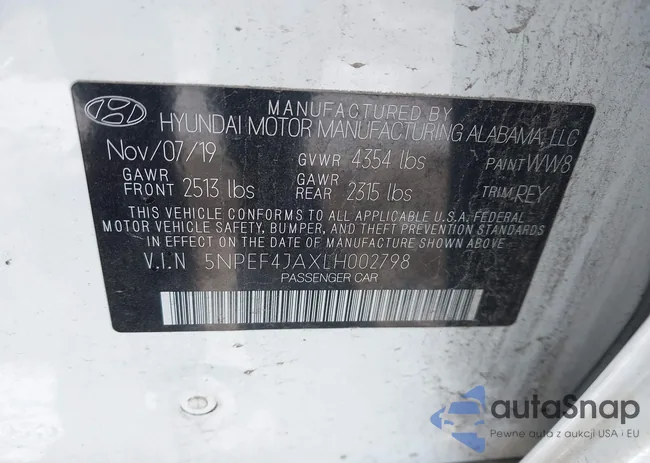 MANUFACTURED BY
HYUNDAI MOTOR MANUFACTURING ALABAMA, LLC
Nov/07/19 GVWR 4354 lbs PAINT WW8
GAWR FRONT 2513 lbs GAWR REAR 2315 lbs TRIM REY
THIS VEHICLE CONFORMS TO ALL APPLICABLE U.S.A. FEDERAL
MOTOR VEHICLE SAFETY, BUMPER, AND THEFT PREVENTION STANDARDS
IN EFFECT ON THE DATE OF MANUFACTURE SHOWN ABOVE
V.I.N 5NPEF4JAXLH002798
PASSENGER CAR
autaSnap
Pewne auta z aukcji USA i EU